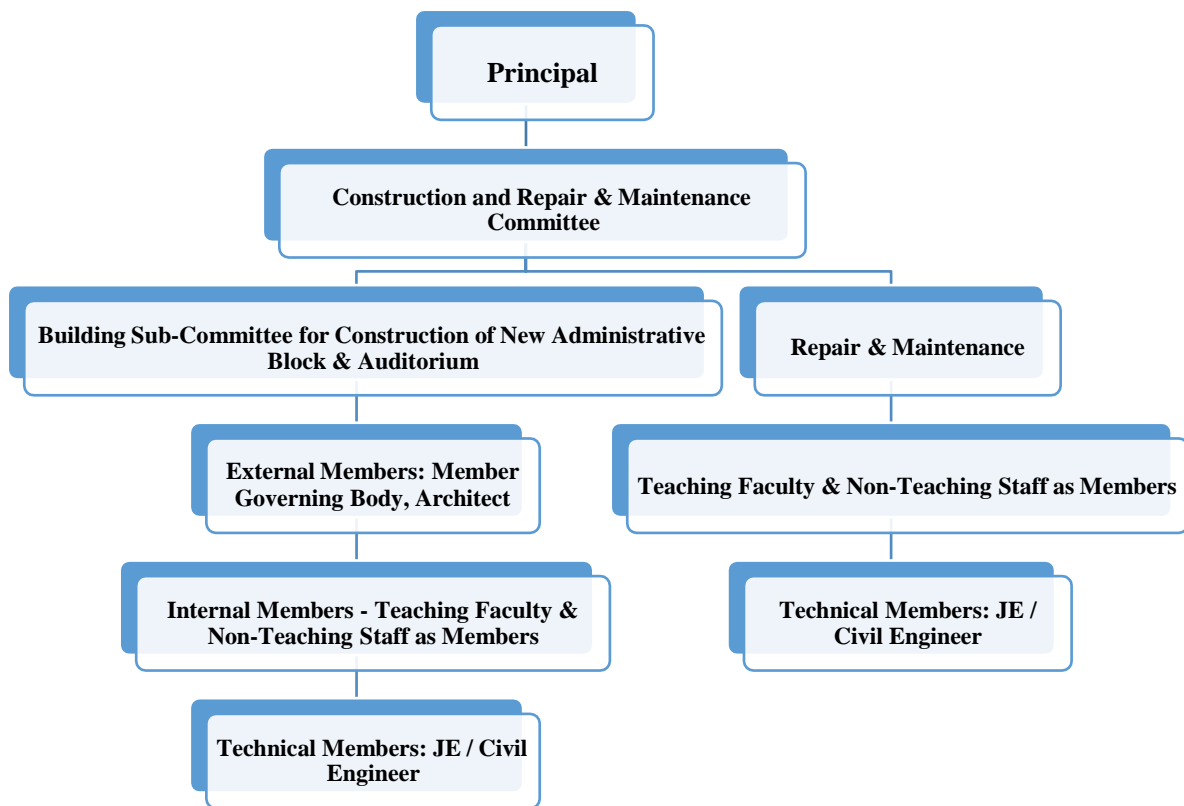 Principal
Construction and Repair & Maintenance
Committee
Building Sub-Committee for Construction of New Administrative
Block & Auditorium
Repair & Maintenance
External Members: Member
Governing Body, Architect
Teaching Faculty & Non-Teaching Staff as Members
Internal Members - Teaching Faculty &
Non-Teaching Staff as Members
Technical Members: JE /
Civil Engineer
Technical Members: JE / Civil
Engineer